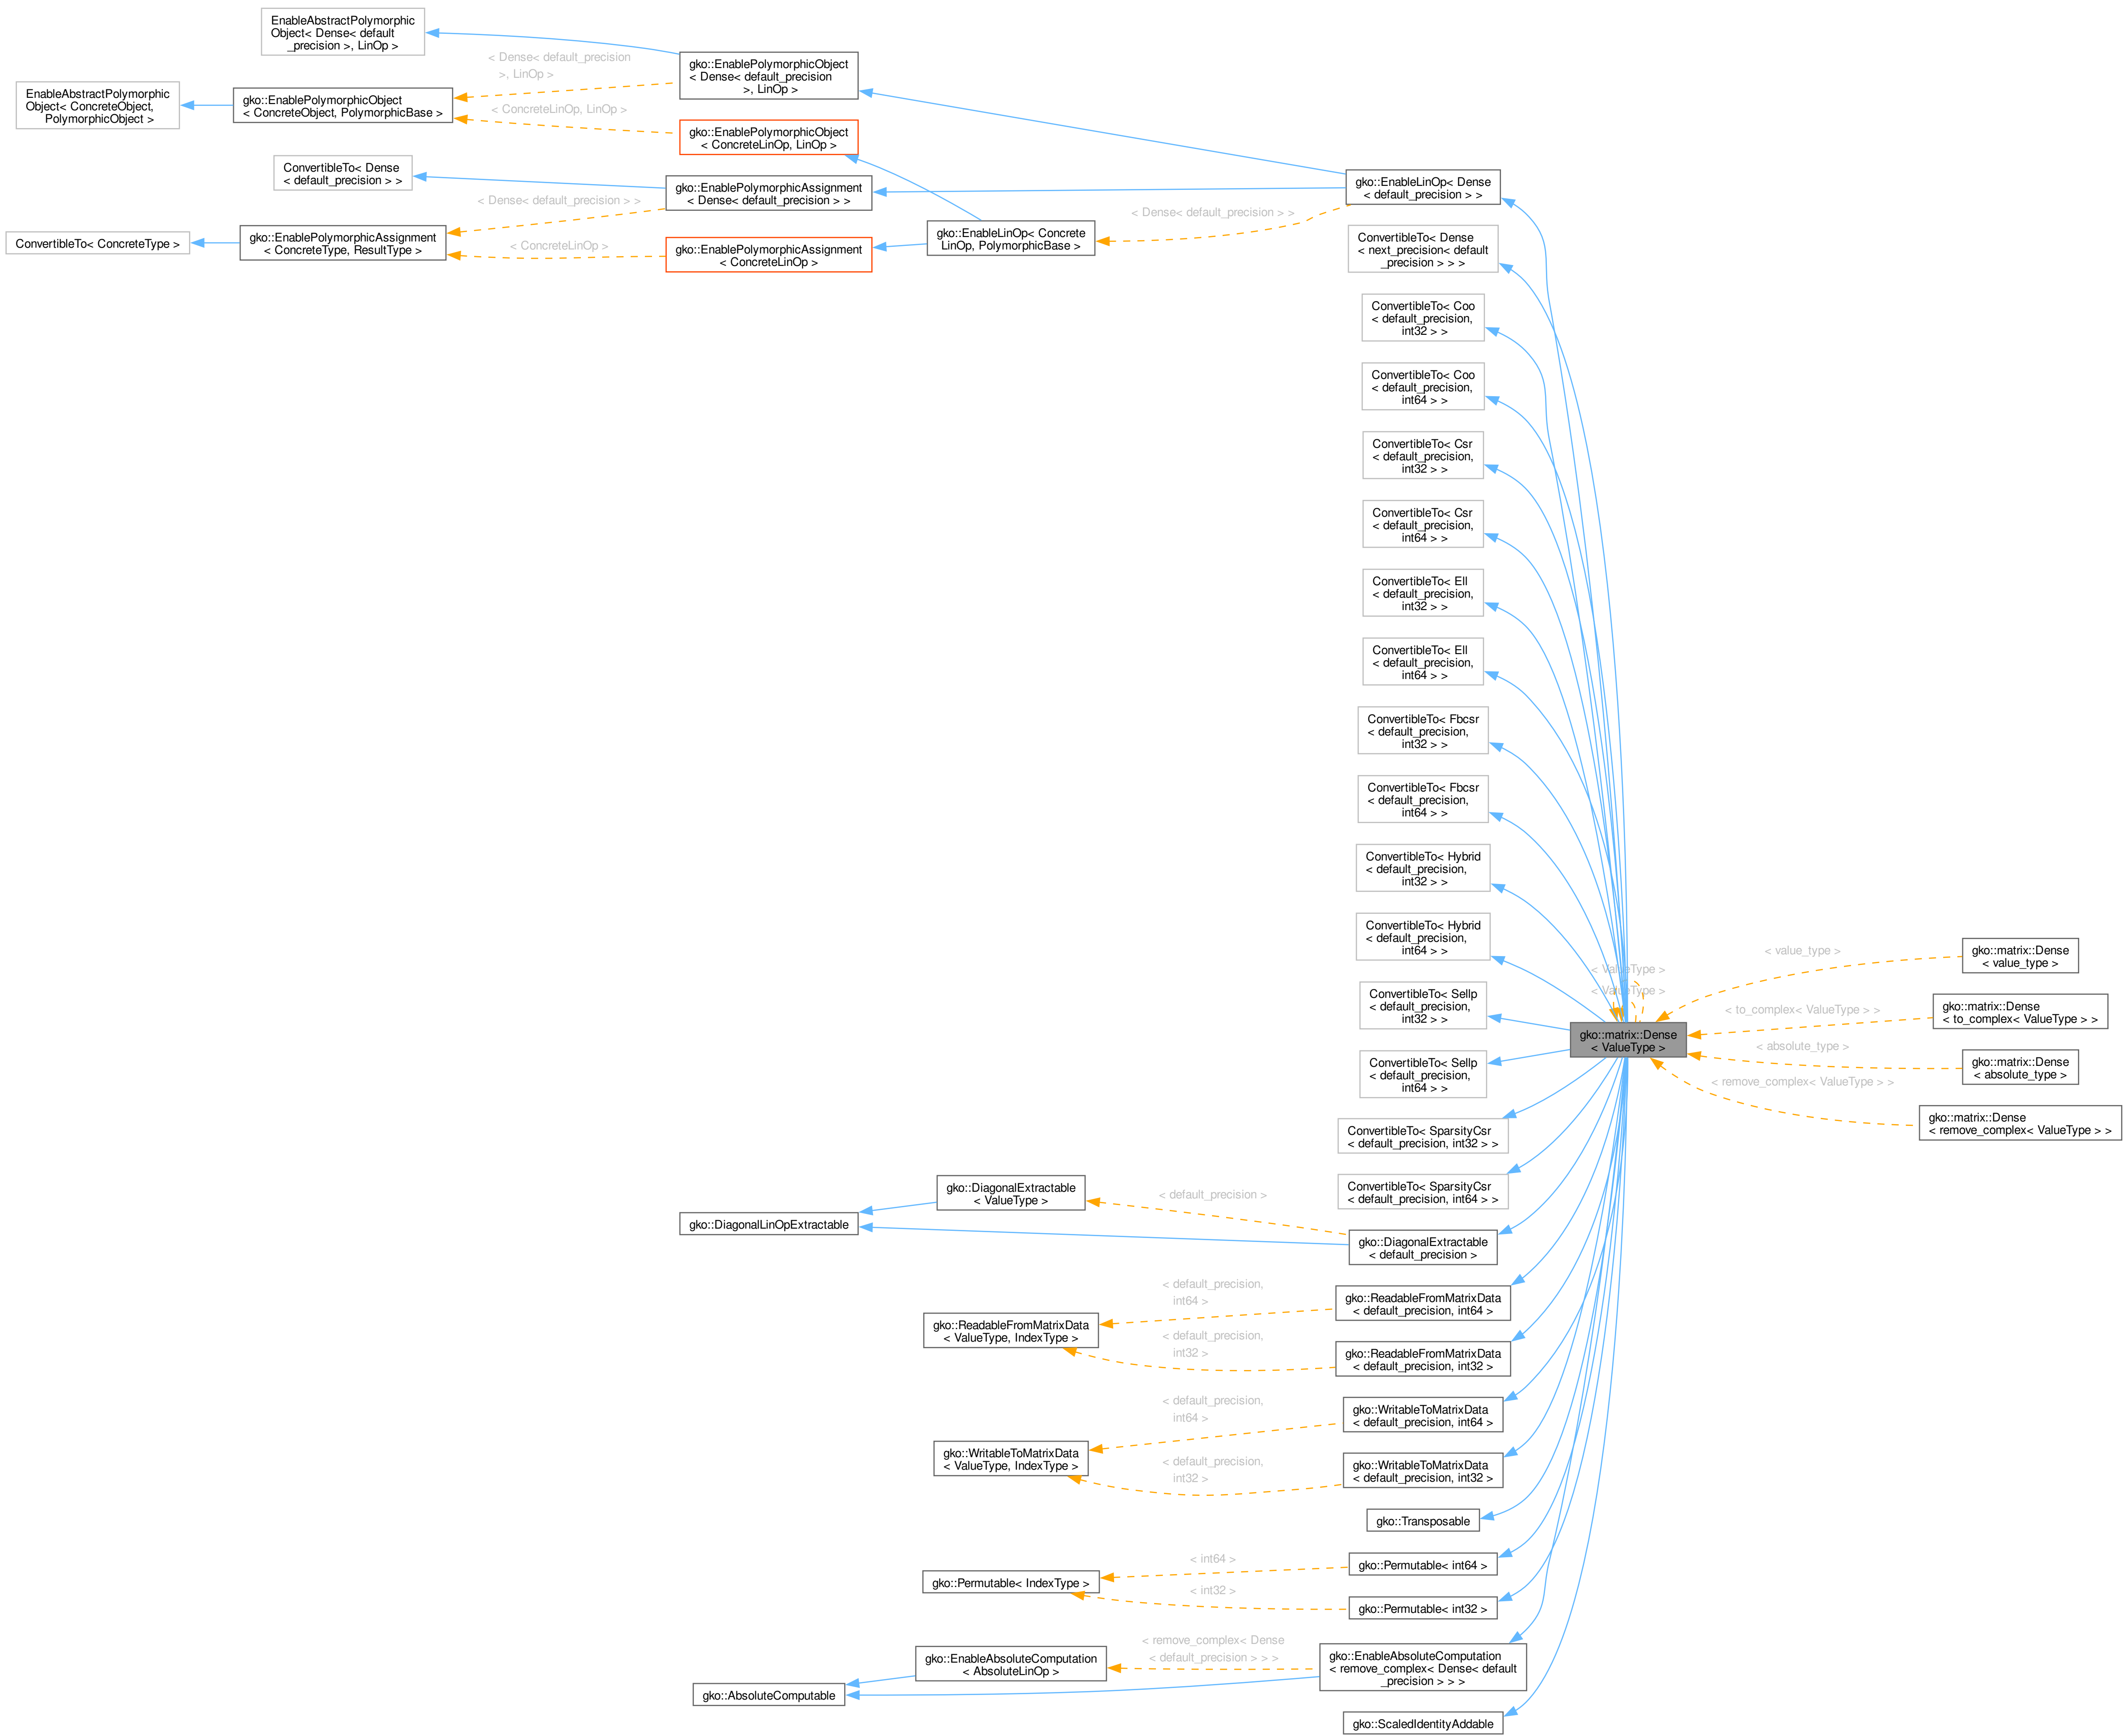 EnableAbstractPolymorphic
Object< Dense< default
_precision >, LinOp >
EnableAbstractPolymorphic
Object< ConcreteObject,
PolymorphicObject >
gko::EnablePolymorphicObject
< ConcreteObject, PolymorphicBase >
ConvertibleTo< Dense
< default_precision > >
ConvertibleTo< ConcreteType >
gko::EnablePolymorphicAssignment
< ConcreteType, ResultType >
< Dense< default_precision
>, LinOp >
< ConcreteLinOp, LinOp >
< Dense< default_precision > >
< ConcreteLinOp >
gko::EnablePolymorphicObject
< Dense< default_precision
>, LinOp >
gko::EnablePolymorphicObject
< ConcreteLinOp, LinOp >
gko::EnablePolymorphicAssignment
< Dense< default_precision > >
gko::EnablePolymorphicAssignment
< ConcreteLinOp >
gko::EnableLinOp< Concrete
LinOp, PolymorphicBase >
< Dense< default_precision > >
gko::EnableLinOp< Dense
< default_precision > >
ConvertibleTo< Dense
< next_precision< default
_precision > > >
ConvertibleTo< Coo
< default_precision,
int32 > >
ConvertibleTo< Coo
< default_precision,
int64 > >
ConvertibleTo< Csr
< default_precision,
int32 > >
ConvertibleTo< Csr
< default_precision,
int64 > >
ConvertibleTo< Ell
< default_precision,
int32 > >
ConvertibleTo< Ell
< default_precision,
int64 > >
ConvertibleTo< Fbcsr
< default_precision,
int32 > >
ConvertibleTo< Fbcsr
< default_precision,
int64 > >
ConvertibleTo< Hybrid
< default_precision,
int32 > >
ConvertibleTo< Hybrid
< default_precision,
int64 > >
ConvertibleTo< Sellp
< default_precision,
int32 > >
ConvertibleTo< Sellp
< default_precision,
int64 > >
ConvertibleTo< SparsityCsr
< default_precision, int32 > >
ConvertibleTo< SparsityCsr
< default_precision, int64 > >
< ValueType >
< ValueType >
gko::matrix::Dense
< ValueType >
< value_type >
< to_complex< ValueType > >
< absolute_type >
< remove_complex< ValueType > >
gko::matrix::Dense
< value_type >
gko::matrix::Dense
< to_complex< ValueType > >
gko::matrix::Dense
< absolute_type >
gko::matrix::Dense
< remove_complex< ValueType > >
gko::DiagonalLinOpExtractable
gko::DiagonalExtractable
< ValueType >
< default_precision >
gko::DiagonalExtractable
< default_precision >
gko::ReadableFromMatrixData
< ValueType, IndexType >
< default_precision,
int64 >
< default_precision,
int32 >
gko::ReadableFromMatrixData
< default_precision, int64 >
gko::ReadableFromMatrixData
< default_precision, int32 >
gko::WritableToMatrixData
< ValueType, IndexType >
< default_precision,
int64 >
< default_precision,
int32 >
gko::WritableToMatrixData
< default_precision, int64 >
gko::WritableToMatrixData
< default_precision, int32 >
gko::Transposable
gko::Permutable< IndexType >
< int64 >
< int32 >
gko::Permutable< int64 >
gko::Permutable< int32 >
gko::AbsoluteComputable
gko::EnableAbsoluteComputation
< AbsoluteLinOp >
< remove_complex< Dense
< default_precision > > >
gko::EnableAbsoluteComputation
< remove_complex< Dense< default
_precision > > >
gko::ScaledIdentityAddable